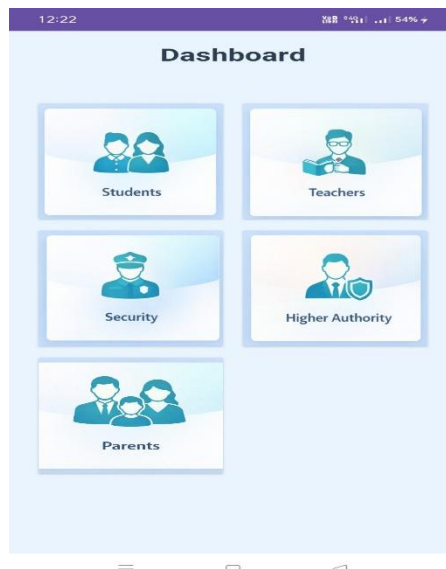 12:22
54%
Dashboard
Students
Teachers
Security
Higher Authority
Parents